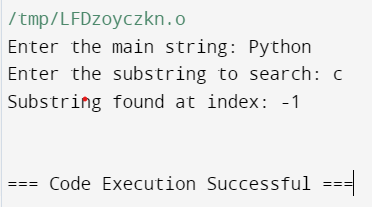 /tmp/LFDzoyczkn.o
Enter the main string: Python
Enter the substring to search: c
Substring found at index: -1
=== Code Execution Successful ===